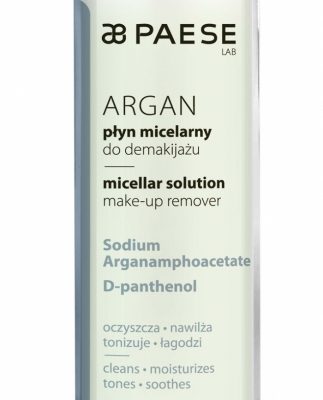 PAESE
LAB
ARGAN
płyn micelarny
do demakijażu
micellar solution
make-up remover
Sodium
Arganamphoacetate
D-panthenol
oczyszcza • nawilża
tonizuje • łagodzi
cleans • moisturizes
tones • soothes